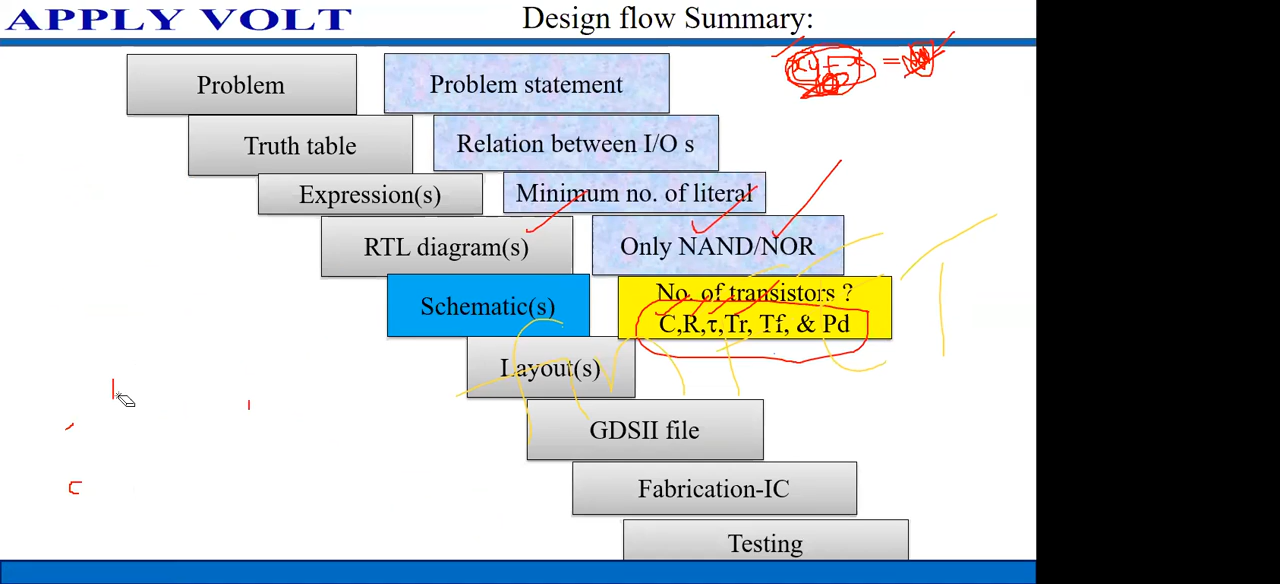 APPLY VOLT
Design flow Summary:
Problem
Problem statement
Truth table
Relation between I/O s
Expression(s)
Minimum no. of literal
RTL diagram(s)
Only NAND/NOR
Schematic(s)
No. of transistors ?
C,R,τ,Tr, Tf, & Pd
Layout(s)
GDSII file
Fabrication-IC
Testing